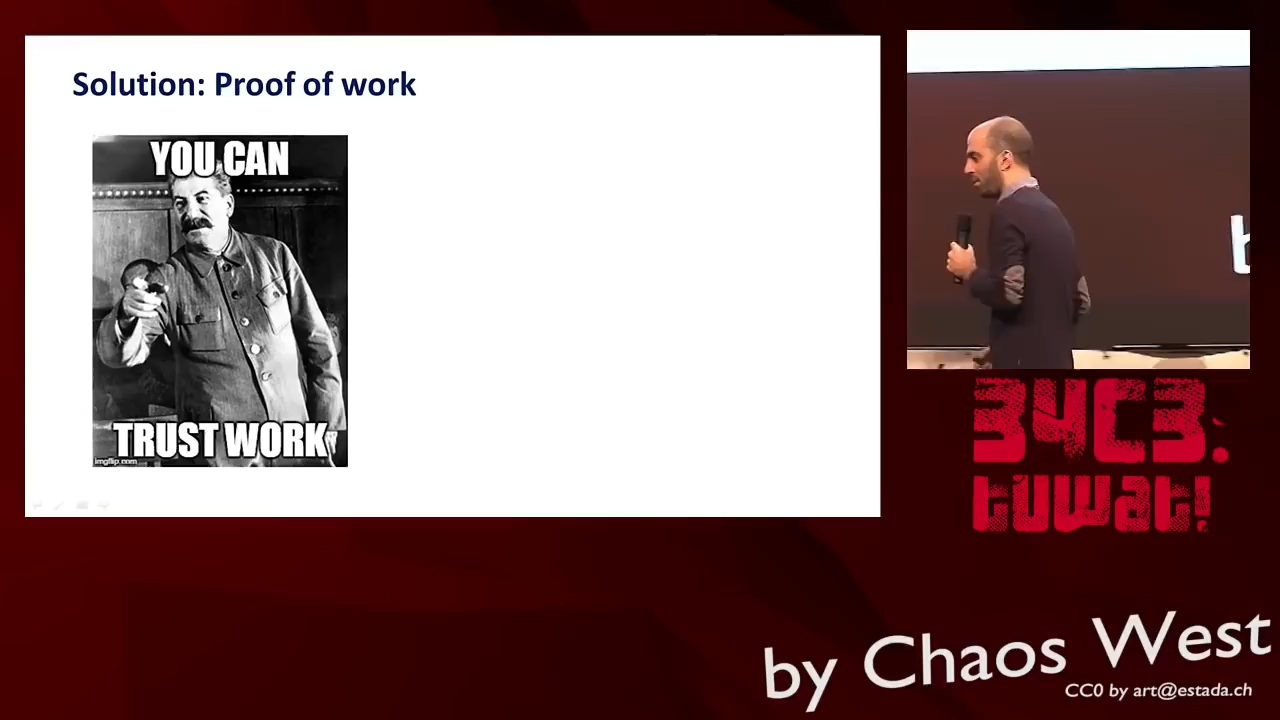 Solution: Proof of work
YOU CAN
TRUST WORK
imgflip.com
34C3:
tuwat!
by Chaos West
CC0 by art@estada.ch